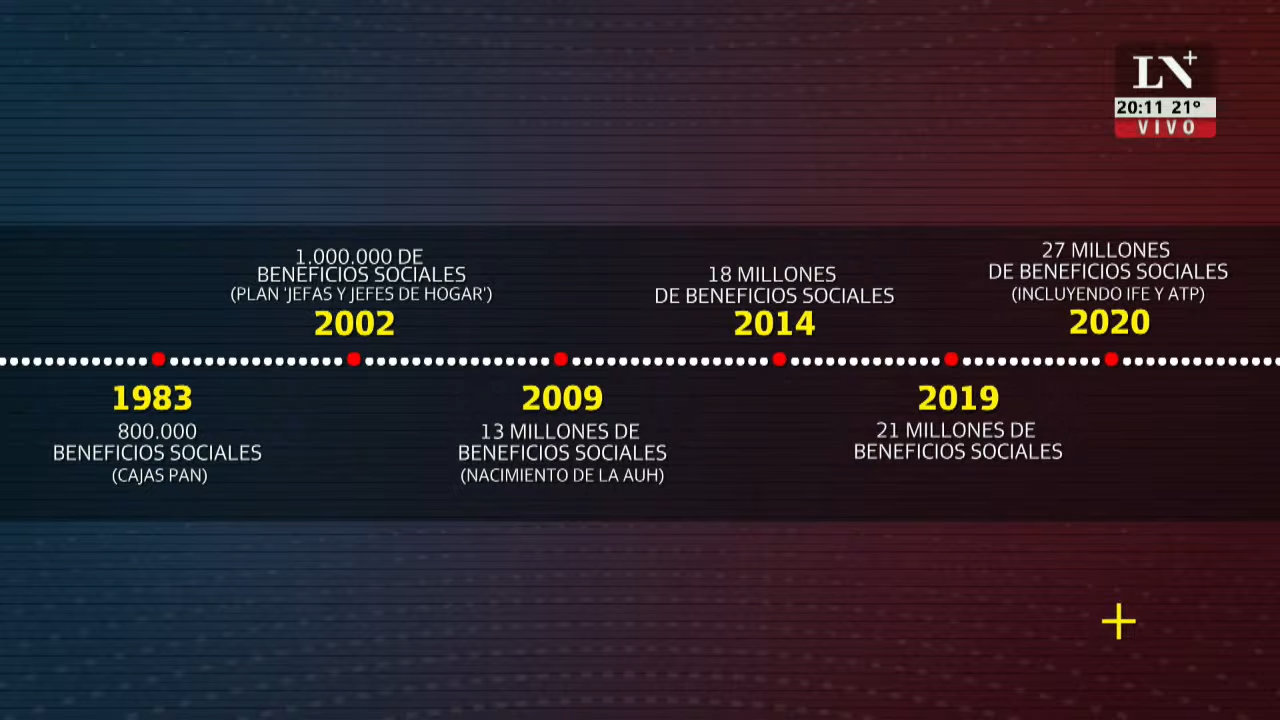 LN+
20:11 21°
VIVO
1.000.000 DE
BENEFICIOS SOCIALES
(PLAN 'JEFAS Y JEFES DE HOGAR')
2002
18 MILLONES
DE BENEFICIOS SOCIALES
2014
27 MILLONES
DE BENEFICIOS SOCIALES
(INCLUYENDO IFE Y ATP)
2020
1983
800.000
BENEFICIOS SOCIALES
(CAJAS PAN)
2009
13 MILLONES DE
BENEFICIOS SOCIALES
(NACIMIENTO DE LA AUH)
2019
21 MILLONES DE
BENEFICIOS SOCIALES